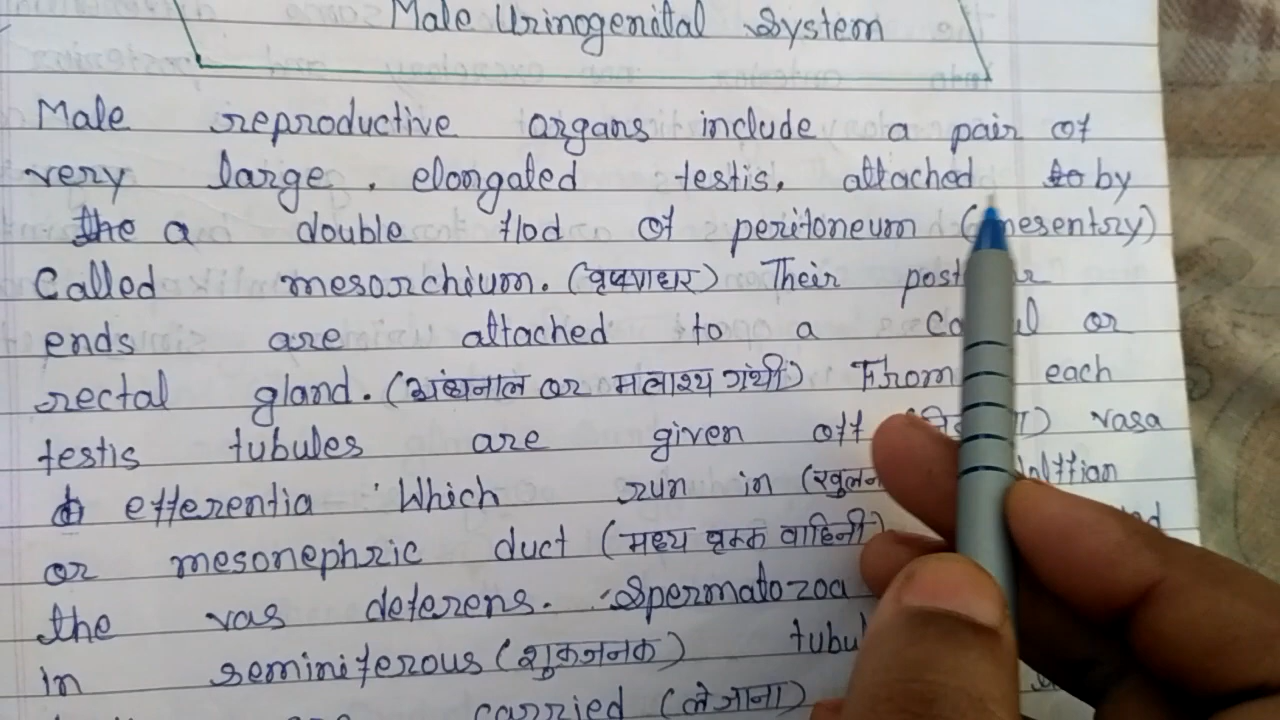 Male Urinogenital System
Male reproductive organs include a pair of
very large, elongated testis, attached to by
the a double flod of peritoneum (mesentry)
Called mesorchium. (वृषणधर) Their
ends are attached to a or
rectal gland. (अंधनाल or मलाश्य गंथी) From each
testis tubules are given off vasa
efferentia Which run in
or mesonephric duct (मध्य वृक्क वाहिनी)
the vas deferens. Spermatozoa
in seminiferous (शुक्रजनक)
carried (ले जाना)